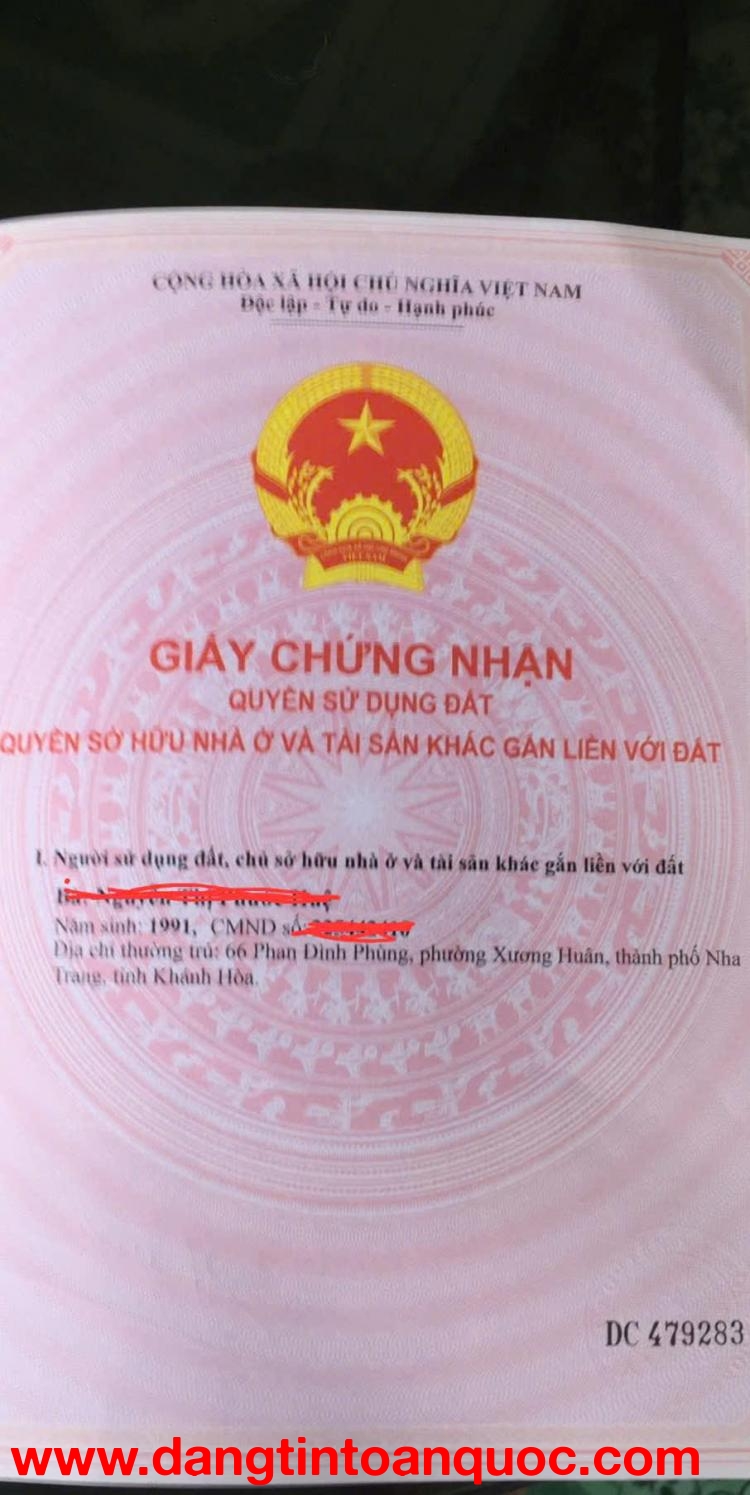 CỘNG HÒA XÃ HỘI CHỦ NGHĨA VIỆT NAM
Độc lập - Tự do - Hạnh phúc
VIỆT NAM
GIẤY CHỨNG NHẬN
QUYỀN SỬ DỤNG ĐẤT
QUYỀN SỞ HỮU NHÀ Ở VÀ TÀI SẢN KHÁC GẮN LIỀN VỚI ĐẤT
I. Người sử dụng đất, chủ sở hữu nhà ở và tài sản khác gắn liền với đất
Năm sinh: 1991, CMND số:
Địa chỉ thường trú: 66 Phan Đình Phùng, phường Xương Huân, thành phố Nha
Trang, tỉnh Khánh Hòa.
DC 479283
www.dangtintoanquoc.com